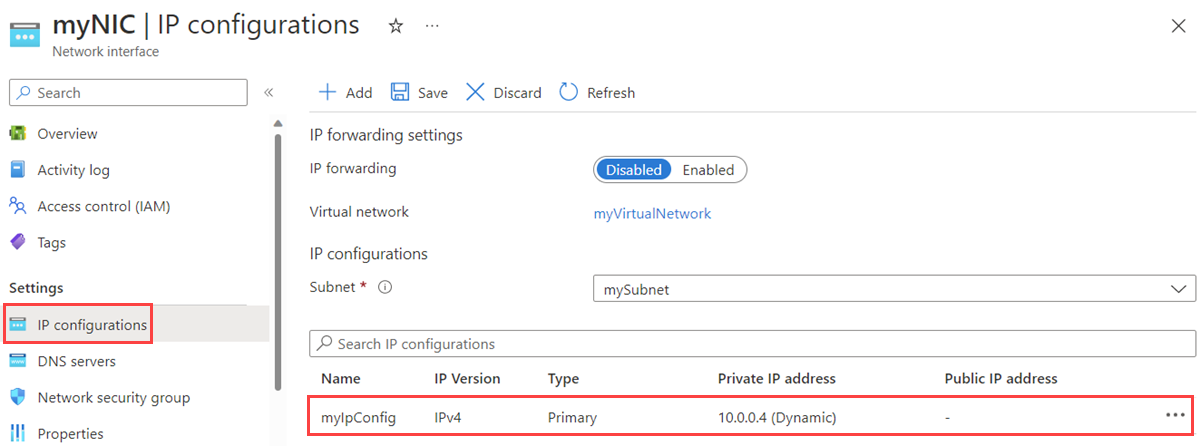 myNIC | IP configurations
Network interface
Search
Overview
Activity log
Access control (IAM)
Tags
Settings
IP configurations
DNS servers
Network security group
Properties
Add Save Discard Refresh
IP forwarding settings
IP forwarding Disabled Enabled
Virtual network myVirtualNetwork
IP configurations
Subnet * mySubnet
Search IP configurations
Name IP Version Type Private IP address Public IP address
myIpConfig IPv4 Primary 10.0.0.4 (Dynamic) -